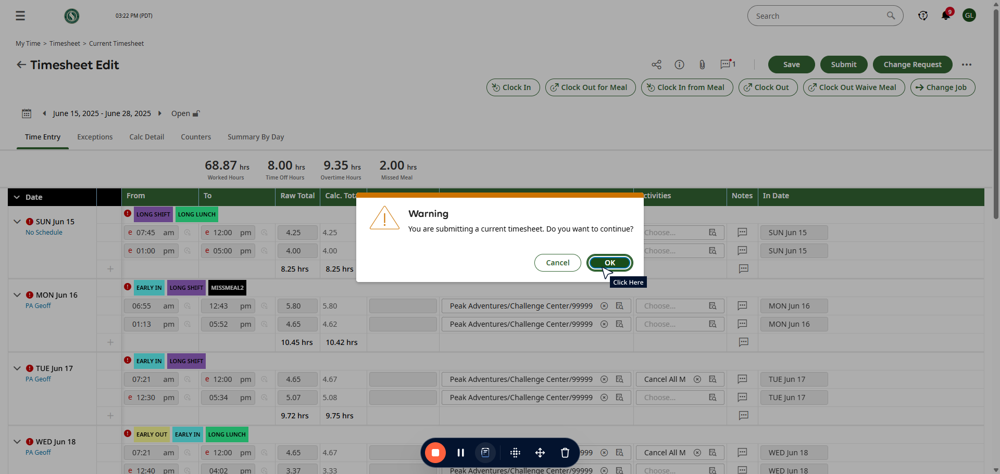 03:22 PM (PDT)
Search
9
GL
My Time > Timesheet > Current Timesheet
Timesheet Edit
1
Save
Submit
Change Request
Clock In
Clock Out for Meal
Clock In from Meal
Clock Out
Clock Out Waive Meal
Change Job
June 15, 2025 - June 28, 2025
Open
Time Entry
Exceptions
Calc Detail
Counters
Summary By Day
68.87 hrs
Worked Hours
8.00 hrs
Time Off Hours
9.35 hrs
Overtime Hours
2.00 hrs
Missed Meal
Date
From
To
Raw Total
Calc. Tota
ctivities
Notes
In Date
Warning
You are submitting a current timesheet. Do you want to continue?
Cancel
OK
Click Here
SUN Jun 15
No Schedule
LONG SHIFT
LONG LUNCH
e 07:45 am
e 12:00 pm
4.25
4.25
Choose...
SUN Jun 15
e 01:00 pm
e 05:00 pm
4.00
4.00
Choose...
SUN Jun 15
8.25 hrs
8.25 hrs
MON Jun 16
PA Geoff
EARLY IN
LONG SHIFT
MISSMEAL2
06:55 am
12:43 pm
5.80
5.80
Peak Adventures/Challenge Center/99999
Choose...
MON Jun 16
01:13 pm
05:52 pm
4.65
4.62
Peak Adventures/Challenge Center/99999
Choose...
MON Jun 16
10.45 hrs
10.42 hrs
TUE Jun 17
PA Geoff
EARLY IN
LONG SHIFT
07:21 am
e 12:00 pm
4.65
4.67
Peak Adventures/Challenge Center/99999
Cancel All M
TUE Jun 17
e 12:30 pm
05:34 pm
5.07
5.08
Peak Adventures/Challenge Center/99999
Choose...
TUE Jun 17
9.72 hrs
9.75 hrs
WED Jun 18
PA Geoff
EARLY OUT
EARLY IN
LONG LUNCH
07:21 am
e 12:00 pm
4.65
4.67
999
Cancel All M
WED Jun 18
e 12:40 pm
04:02 pm
3.37
3.33
Peak Adventures/Challenge Center/99999
Choose...
WED Jun 18